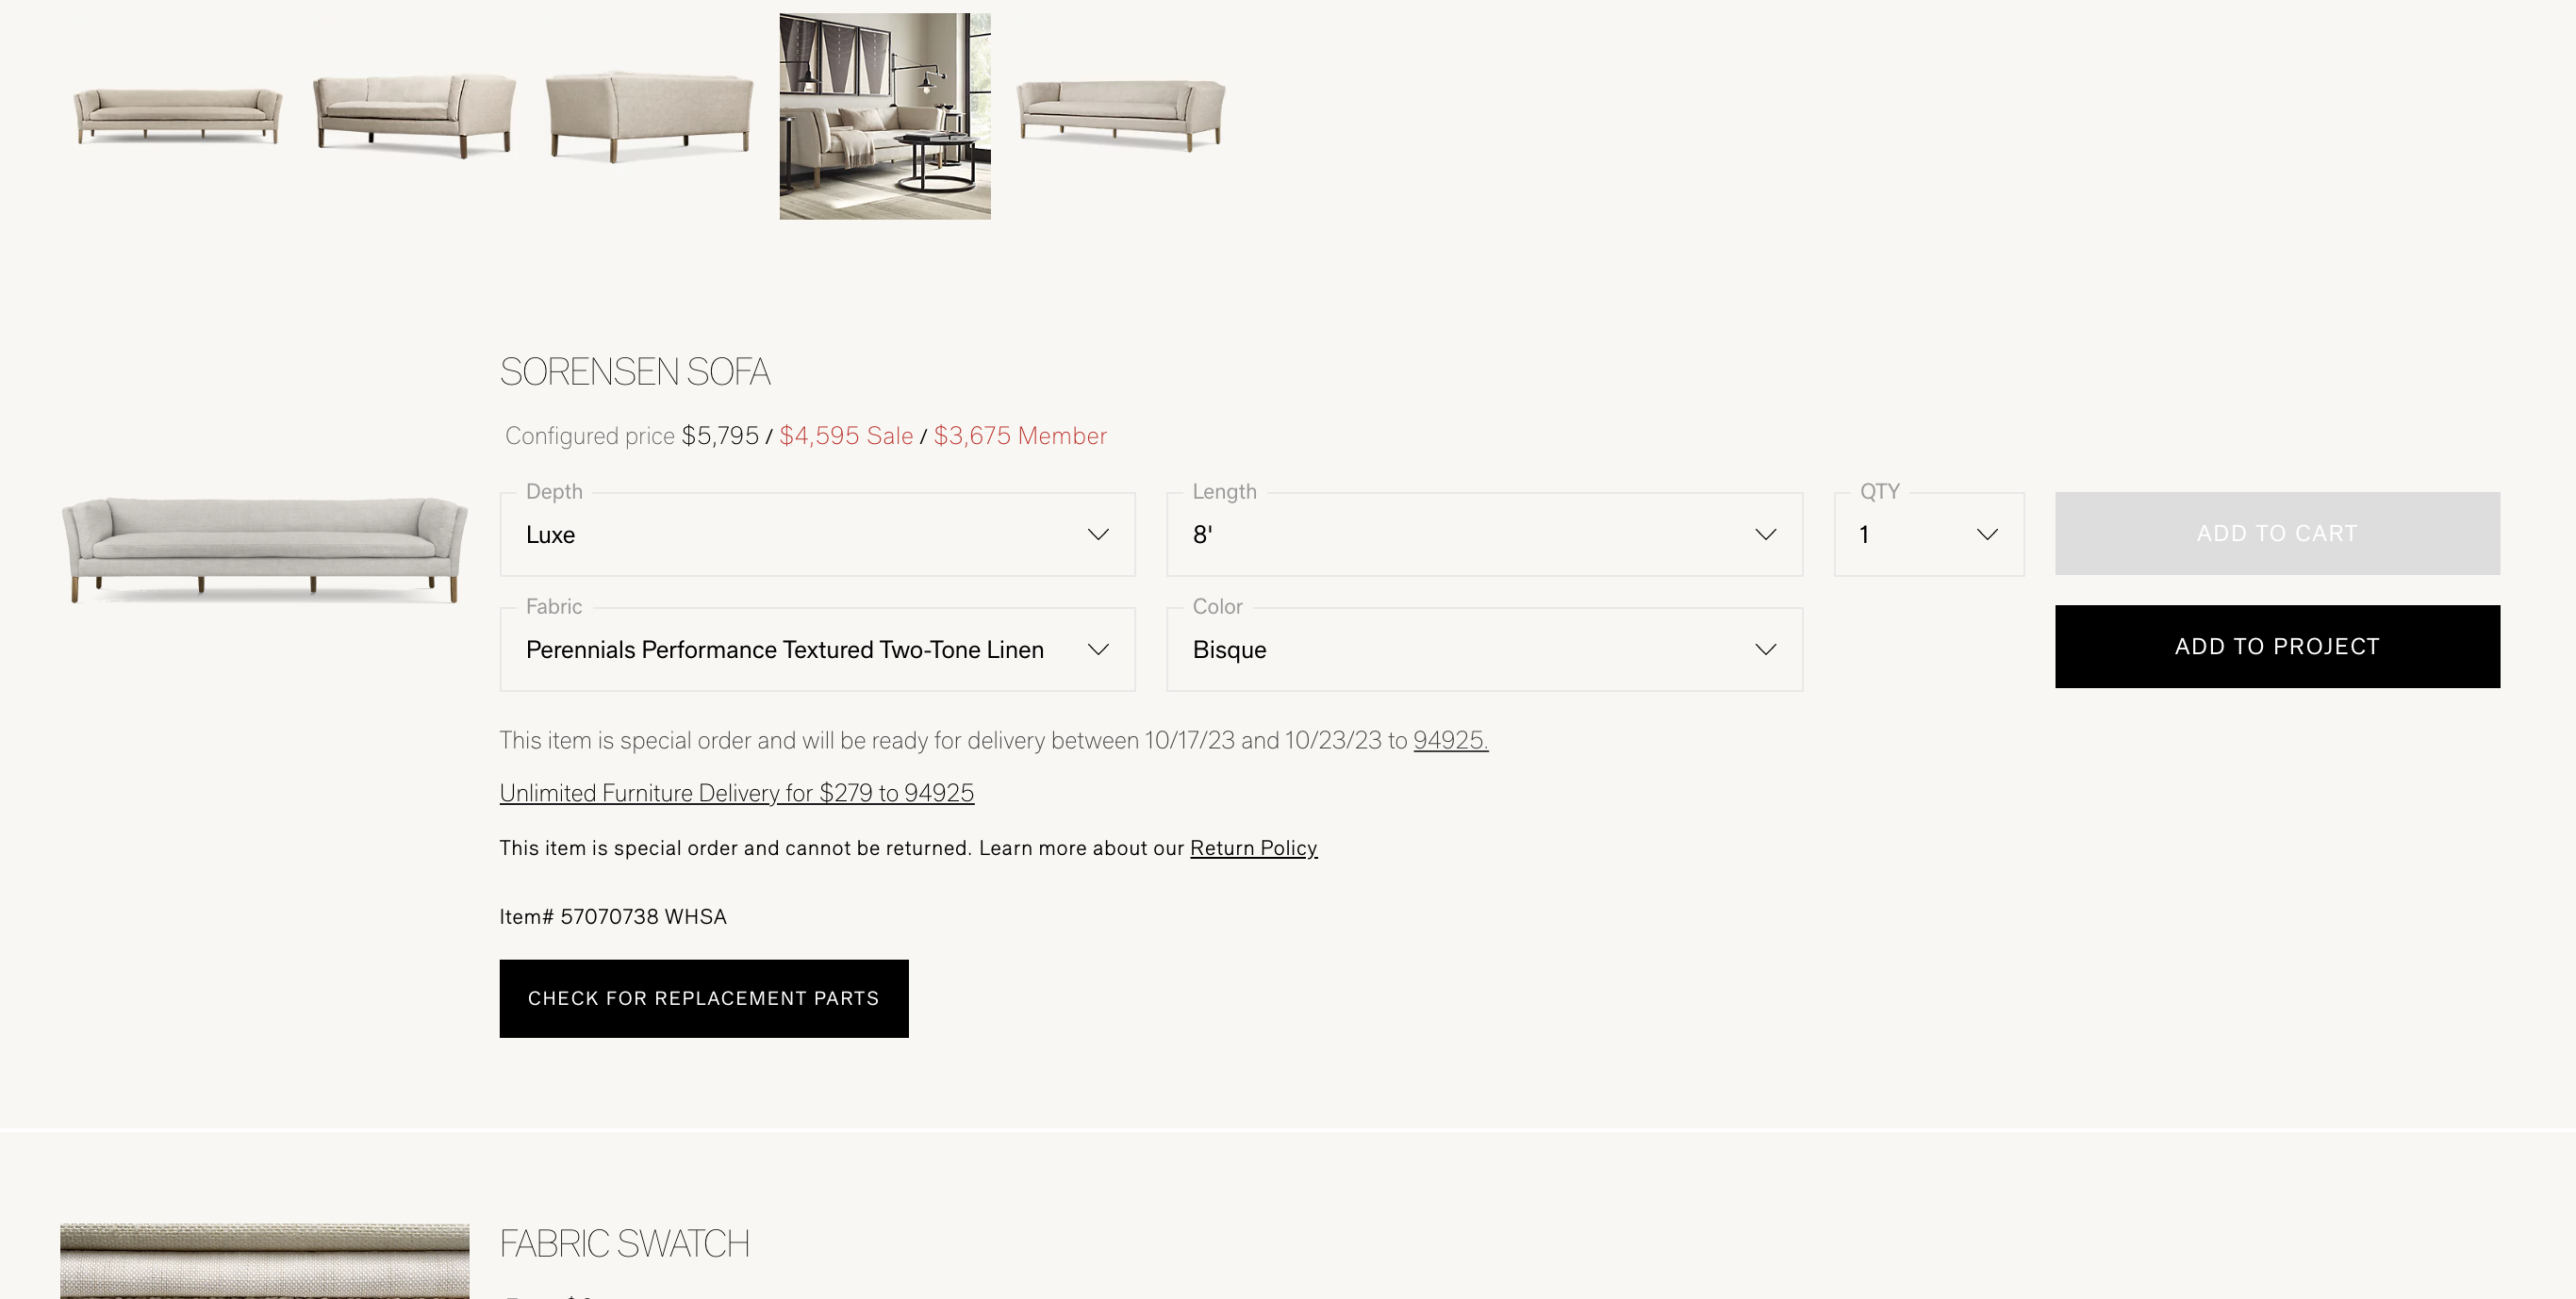 SORENSEN SOFA
Configured price $5,795 / $4,595 Sale / $3,675 Member
Depth
Luxe
Length
8'
QTY
1
ADD TO CART
Fabric
Perennials Performance Textured Two-Tone Linen
Color
Bisque
ADD TO PROJECT
This item is special order and will be ready for delivery between 10/17/23 and 10/23/23 to 94925.
Unlimited Furniture Delivery for $279 to 94925
This item is special order and cannot be returned. Learn more about our Return Policy
Item# 57070738 WHSA
CHECK FOR REPLACEMENT PARTS
FABRIC SWATCH